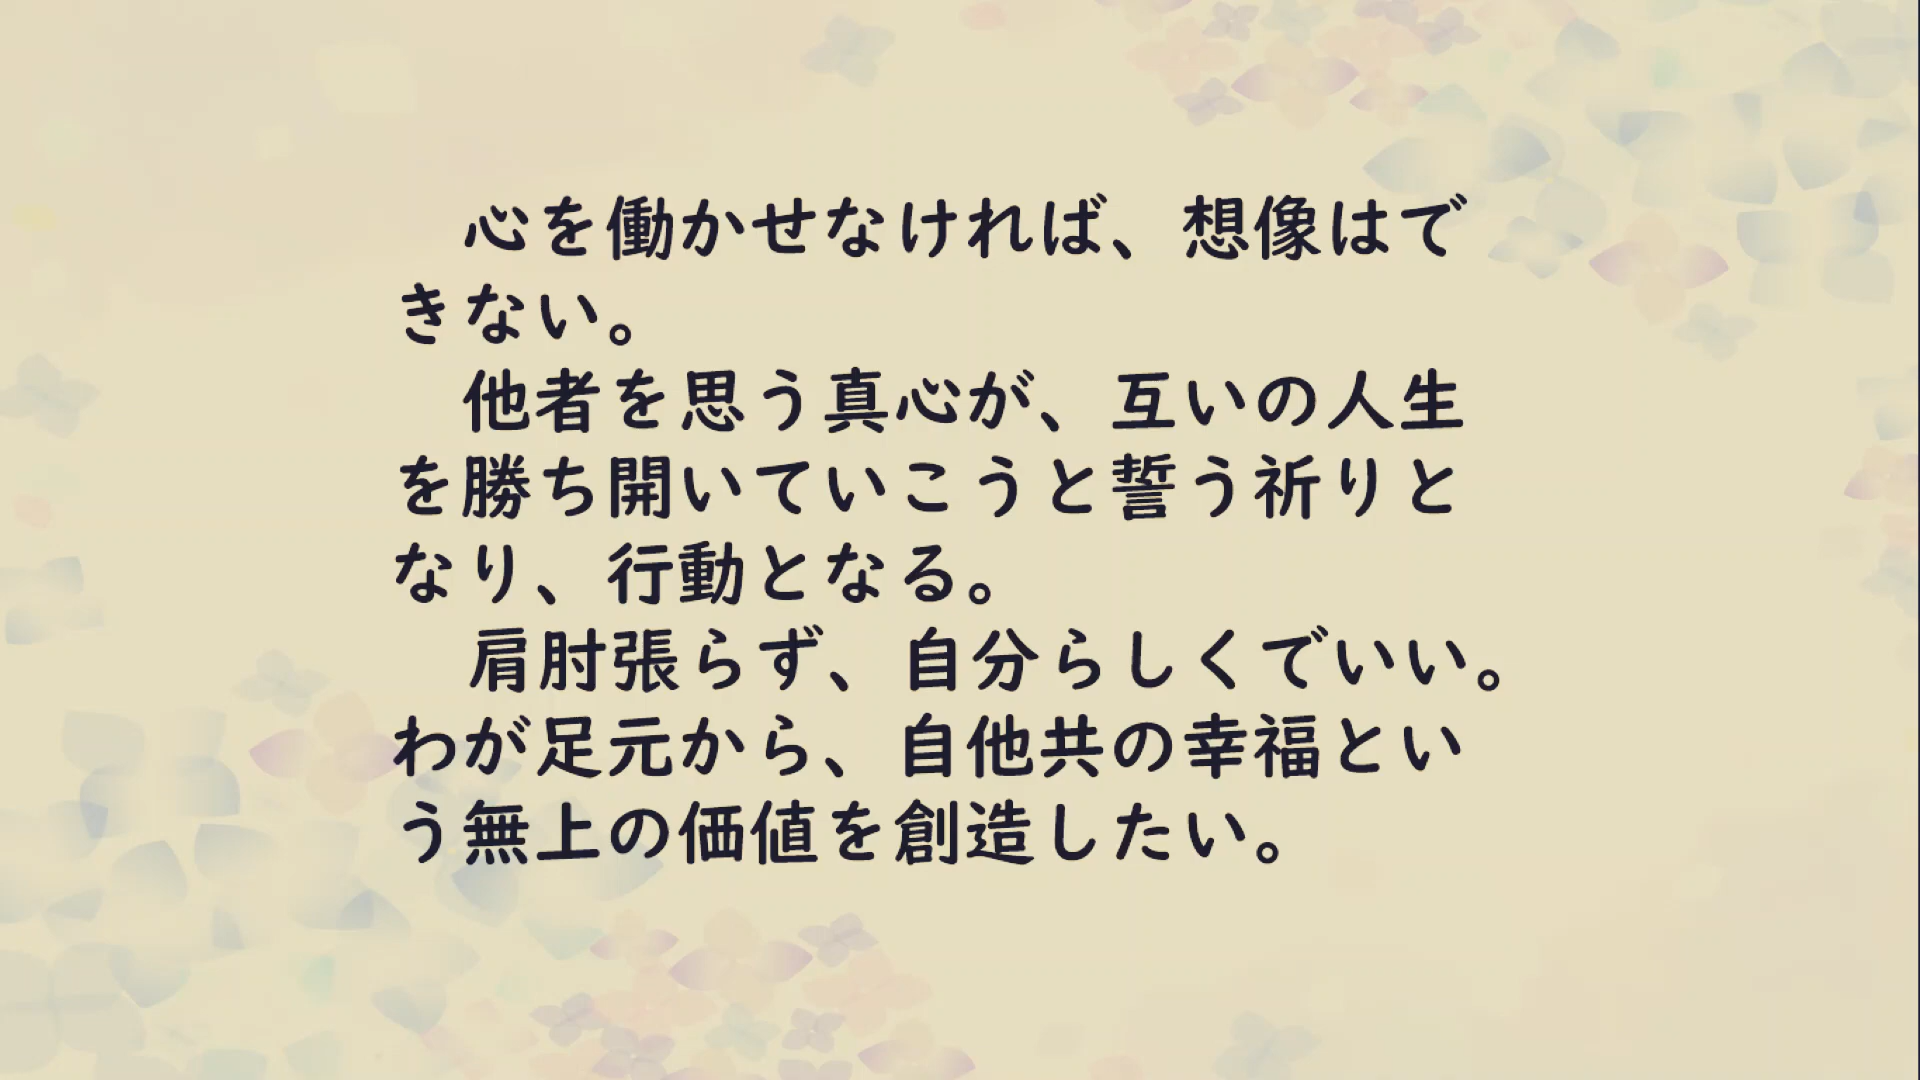 心を働かせなければ、想像はで
きない。
　他者を思う真心が、互いの人生
を勝ち開いていこうと誓う祈りと
なり、行動となる。
　肩肘張らず、自分らしくでいい。
わが足元から、自他共の幸福とい
う無上の価値を創造したい。